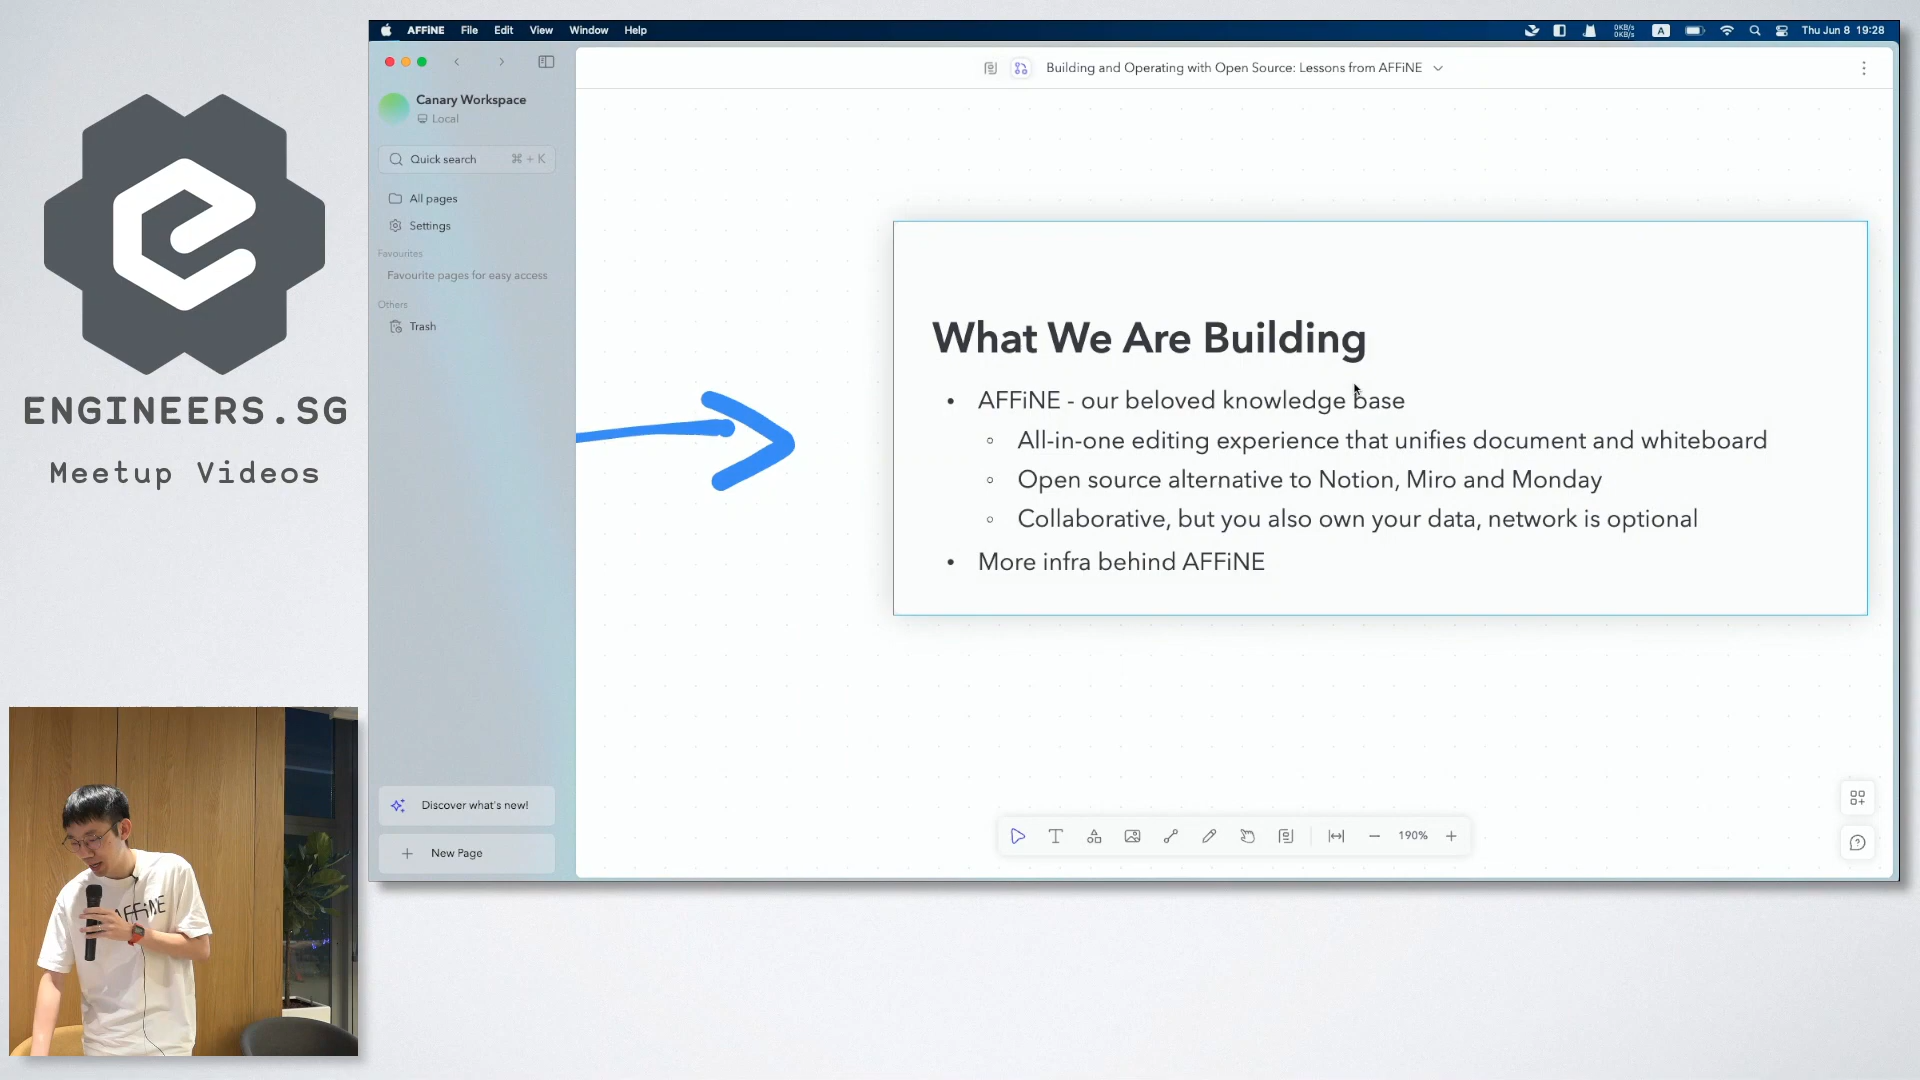 AFFiNE File Edit View Window Help
0KB/s
0KB/s
A
Thu Jun 8 19:28
Building and Operating with Open Source: Lessons from AFFiNE
Canary Workspace
Local
Quick search ⌘ + K
All pages
Settings
Favourites
Favourite pages for easy access
Others
Trash
Discover what's new!
+ New Page
ENGINEERS.SG
Meetup Videos
What We Are Building
• AFFiNE - our beloved knowledge base
◦ All-in-one editing experience that unifies document and whiteboard
◦ Open source alternative to Notion, Miro and Monday
◦ Collaborative, but you also own your data, network is optional
• More infra behind AFFiNE
T
190%
AFFiNE